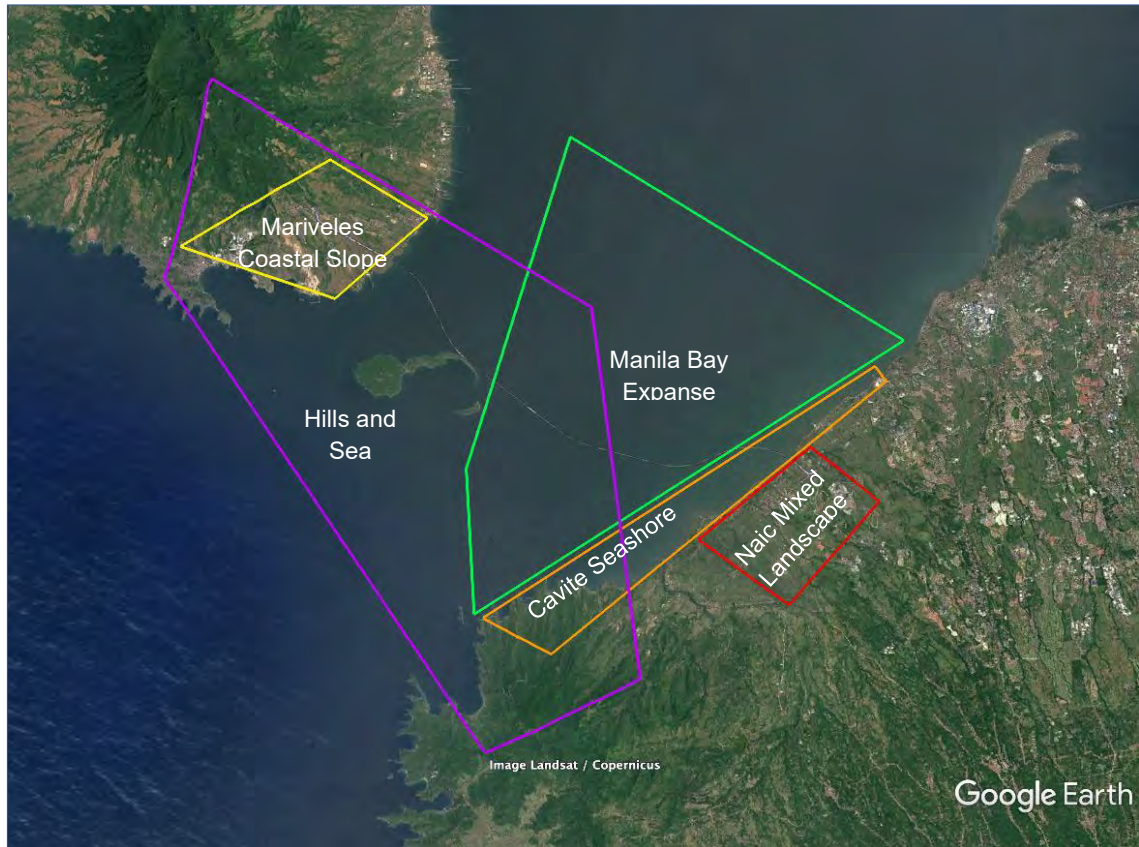 Mariveles
Coastal Slope
Manila Bay
Expanse
Hills and
Sea
Cavite Seashore
Naic Mixed
Landscape
Image Landsat / Copernicus
Google Earth